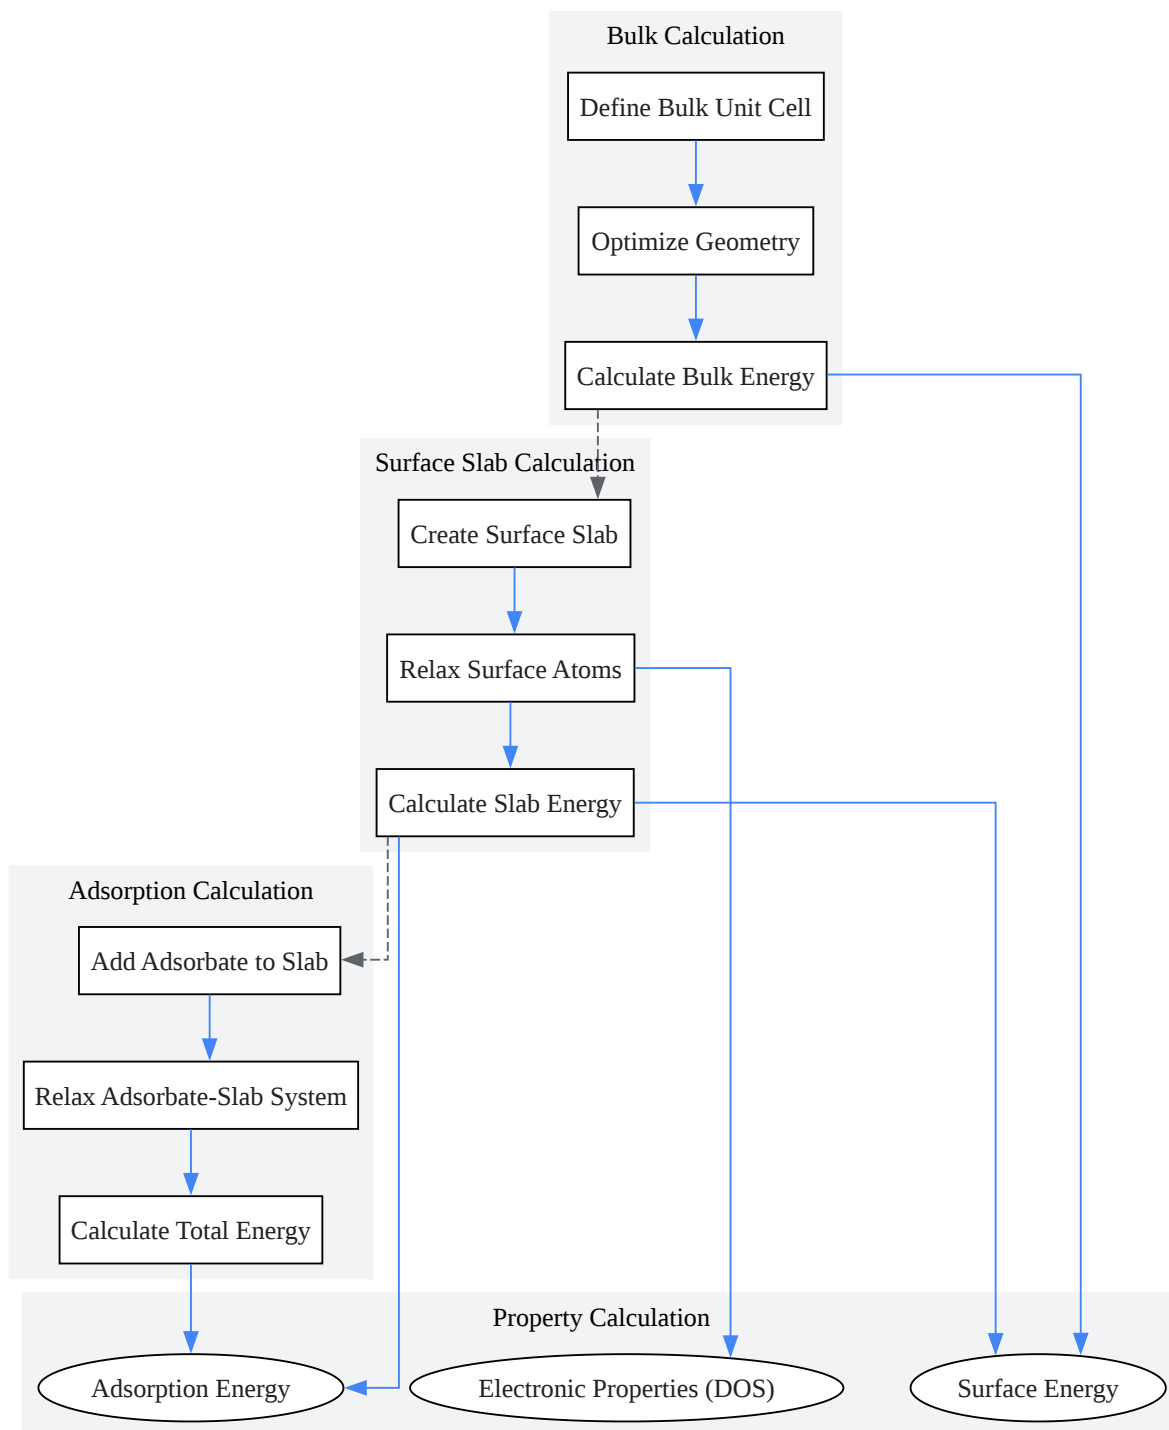 Bulk Calculation
Define Bulk Unit Cell
Optimize Geometry
Calculate Bulk Energy
Surface Slab Calculation
Create Surface Slab
Relax Surface Atoms
Calculate Slab Energy
Adsorption Calculation
Add Adsorbate to Slab
Relax Adsorbate-Slab System
Calculate Total Energy
Property Calculation
Adsorption Energy
Electronic Properties (DOS)
Surface Energy